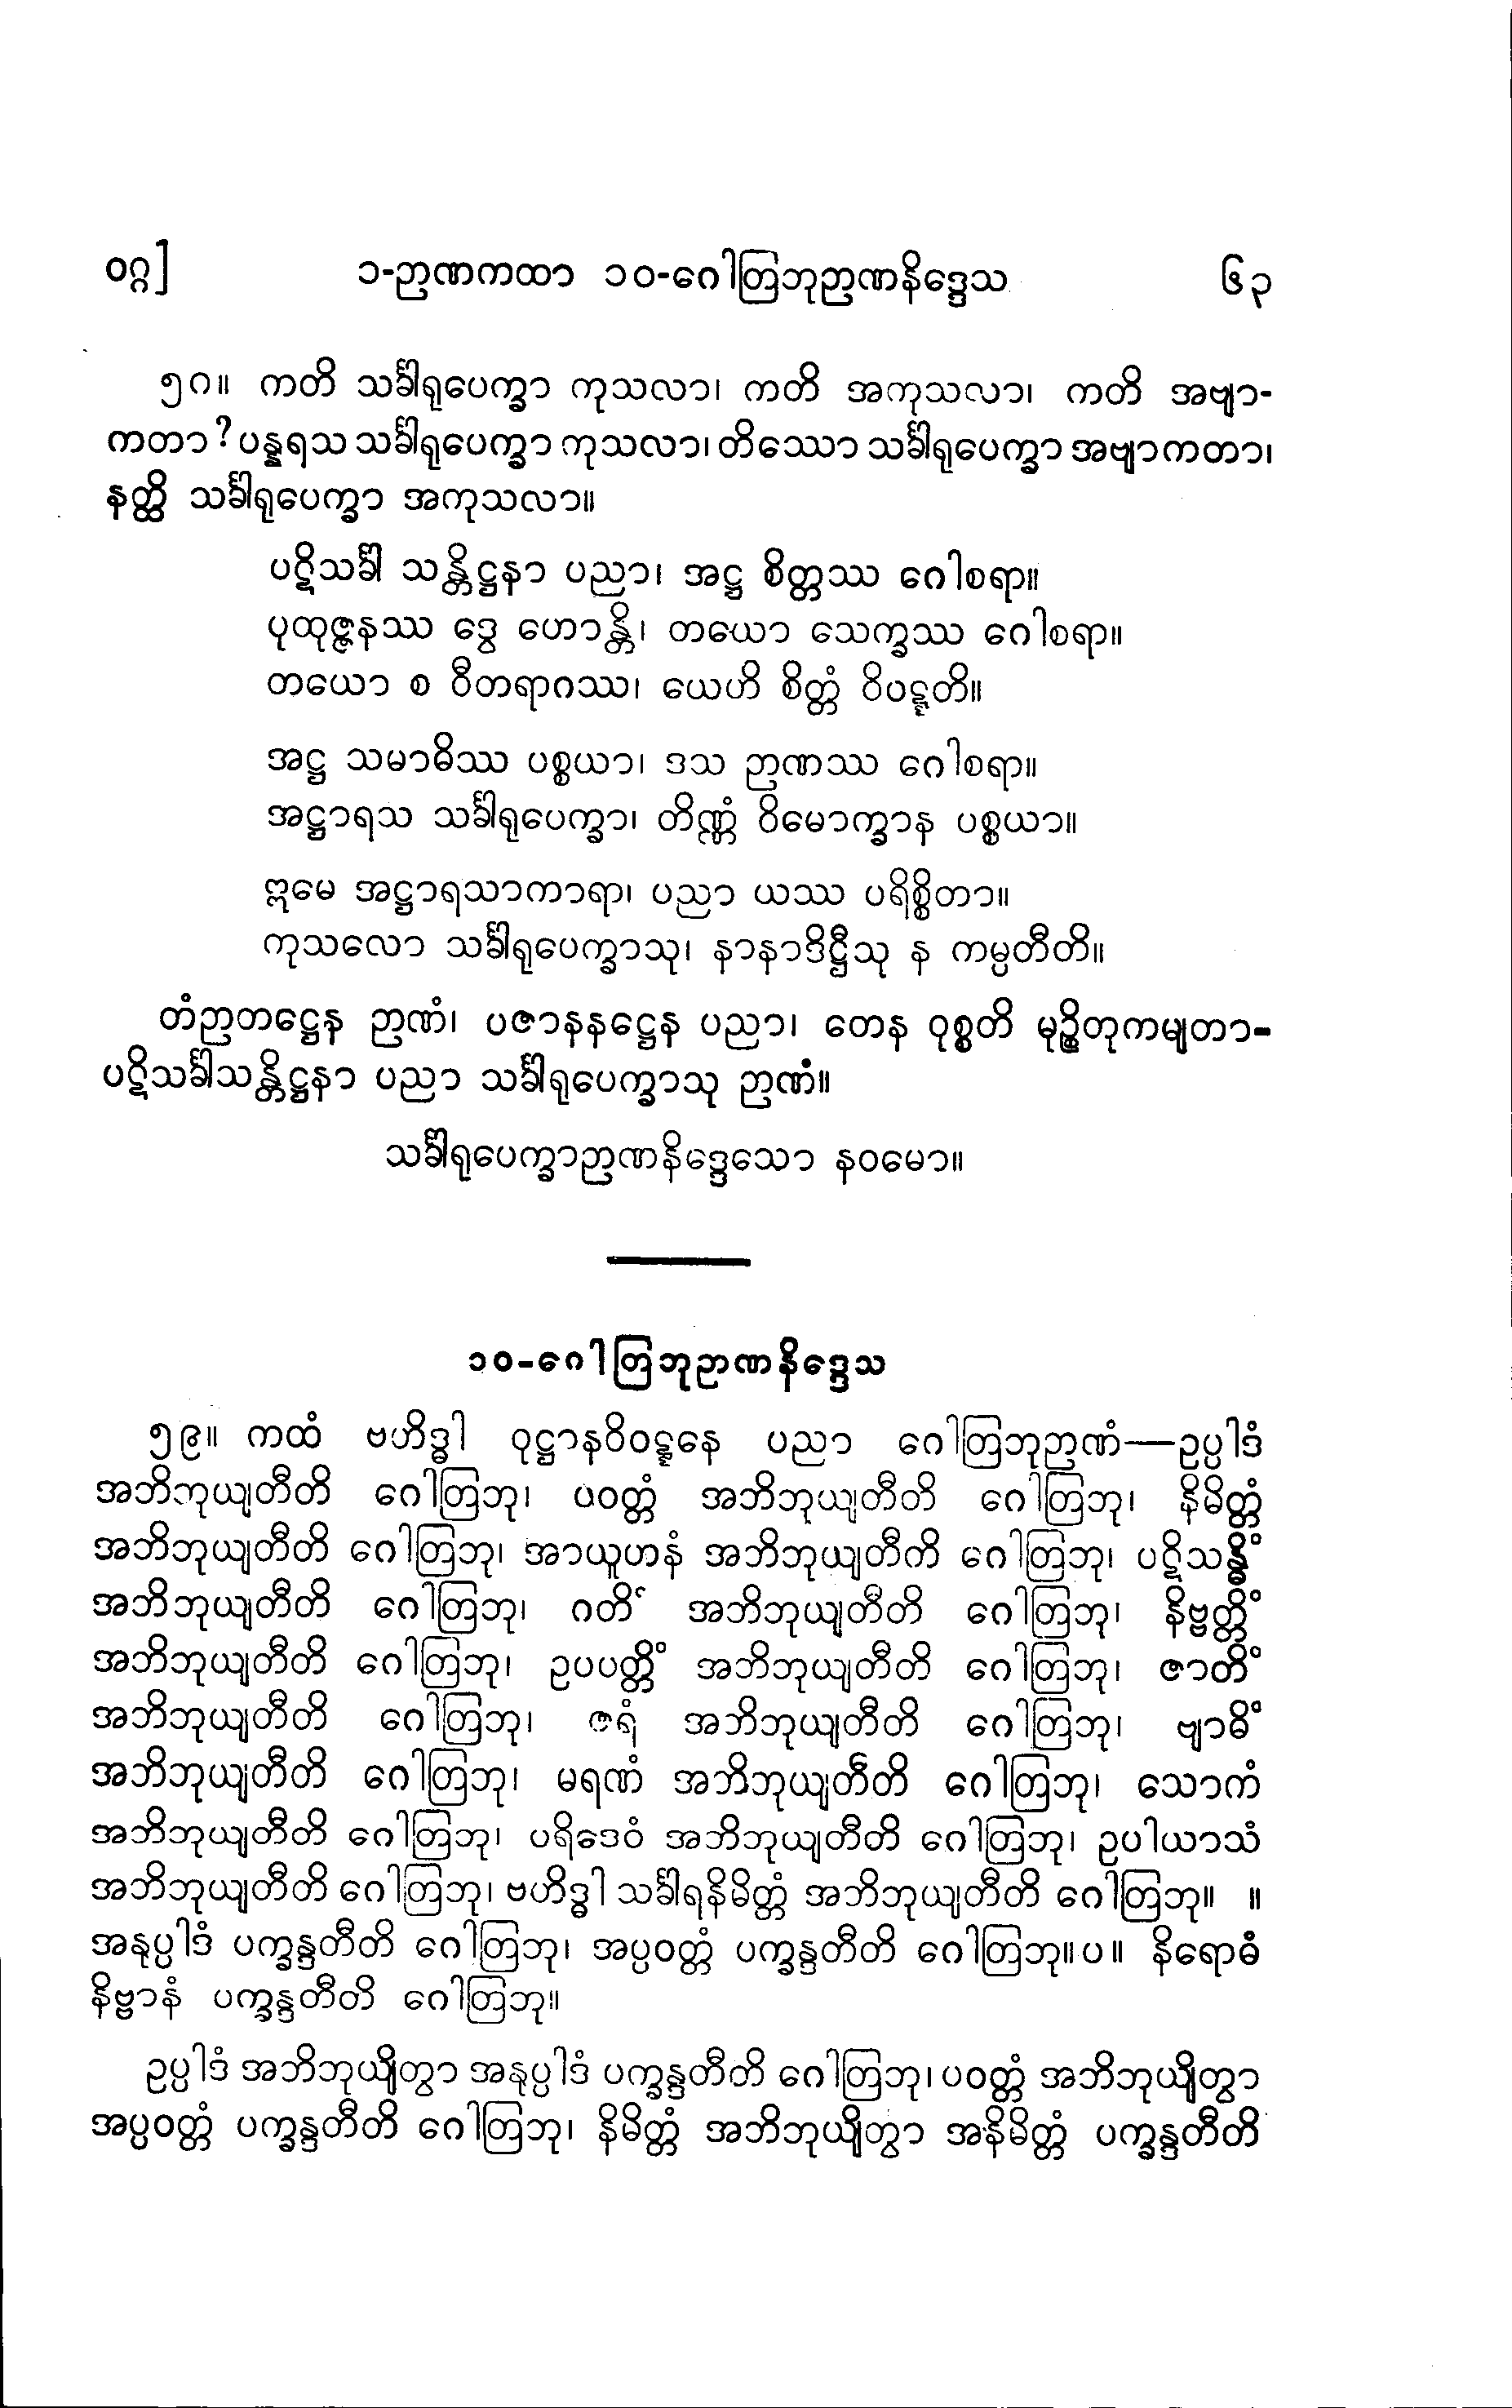 ဝဂ္ဂ]
၁-ဉာဏကထာ ၁၀-ဂေါတြဘုဉာဏနိဒ္ဒေသ
၆၃
၅၈။ ကတိ သင်္ခါရုပေက္ခာ ကုသလာ၊ ကတိ အကုသလာ၊ ကတိ အဗျာ-
ကတာ? ပန္နရသ သင်္ခါရုပေက္ခာ ကုသလာ၊ တိဿော သင်္ခါရုပေက္ခာ အဗျာကတာ၊
နတ္ထိ သင်္ခါရုပေက္ခာ အကုသလာ။
ပဋိသင်္ခါ သန္တိဋ္ဌနာ ပညာ၊ အဋ္ဌ စိတ္တဿ ဂေါစရာ။
ပုထုဇ္ဇနဿ ဒွေ ဟောန္တိ၊ တယော သေက္ခဿ ဂေါစရာ။
တယော စ ဝီတရာဂဿ၊ ယေဟိ စိတ္တံ ဝိဝဋ္ဋတိ။
အဋ္ဌ သမာဓိဿ ပစ္စယာ၊ ဒသ ဉာဏဿ ဂေါစရာ။
အဋ္ဌာရသ သင်္ခါရုပေက္ခာ၊ တိဏ္ဏံ ဝိမောက္ခာန ပစ္စယာ။
ဣမေ အဋ္ဌာရသာကာရာ၊ ပညာ ယဿ ပရိစ္စိတာ။
ကုသလော သင်္ခါရုပေက္ခာသု၊ နာနာဒိဋ္ဌီသု န ကမ္ပတီတိ။
တံဉာတဋ္ဌေန ဉာဏံ၊ ပဇာနနဋ္ဌေန ပညာ၊ တေန ဝုစ္စတိ မုဉ္စိတုကမျတာ-
ပဋိသင်္ခါသန္တိဋ္ဌနာ ပညာ သင်္ခါရုပေက္ခာသု ဉာဏံ။
သင်္ခါရုပေက္ခာဉာဏနိဒ္ဒေသော နဝမော။
၁၀-ဂေါတြဘုဉာဏနိဒ္ဒေသ
၅၉။ ကထံ ဗဟိဒ္ဓါ ဝုဋ္ဌာနဝိဝဋ္ဋနေ ပညာ ဂေါတြဘုဉာဏံ—ဥပ္ပါဒံ
အဘိဘုယျတီတိ ဂေါတြဘု၊ ပဝတ္တံ အဘိဘုယျတီတိ ဂေါတြဘု၊ နိမိတ္တံ
အဘိဘုယျတီတိ ဂေါတြဘု၊ အာယူဟနံ အဘိဘုယျတီကိ ဂေါတြဘု၊ ပဋိသန္ဓိံ
အဘိဘုယျတီတိ ဂေါတြဘု၊ ဂတိံ အဘိဘုယျတီတိ ဂေါတြဘု၊ နိဗ္ဗတ္တိံ
အဘိဘုယျတီတိ ဂေါတြဘု၊ ဥပပတ္တိံ အဘိဘုယျတီတိ ဂေါတြဘု၊ ဇာတိံ
အဘိဘုယျတီတိ ဂေါတြဘု၊ ဇရံ အဘိဘုယျတီတိ ဂေါတြဘု၊ ဗျာဓိံ
အဘိဘုယျတီတိ ဂေါတြဘု၊ မရဏံ အဘိဘုယျတီတိ ဂေါတြဘု၊ သောကံ
အဘိဘုယျတီတိ ဂေါတြဘု၊ ပရိဒေဝံ အဘိဘုယျတီတိ ဂေါတြဘု၊ ဥပါယာသံ
အဘိဘုယျတီတိ ဂေါတြဘု၊ ဗဟိဒ္ဓါ သင်္ခါရနိမိတ္တံ အဘိဘုယျတီတိ ဂေါတြဘု။ ။
အနုပ္ပါဒံ ပက္ခန္ဒတီတိ ဂေါတြဘု၊ အပ္ပဝတ္တံ ပက္ခန္ဒတီတိ ဂေါတြဘု။ပ။ နိရောဓံ
နိဗ္ဗာနံ ပက္ခန္ဒတီတိ ဂေါတြဘု။
ဥပ္ပါဒံ အဘိဘုယျိတွာ အနုပ္ပါဒံ ပက္ခန္ဒတီတိ ဂေါတြဘု၊ ပဝတ္တံ အဘိဘုယျိတွာ
အပ္ပဝတ္တံ ပက္ခန္ဒတီတိ ဂေါတြဘု၊ နိမိတ္တံ အဘိဘုယျိတွာ အနိမိတ္တံ ပက္ခန္ဒတီတိ